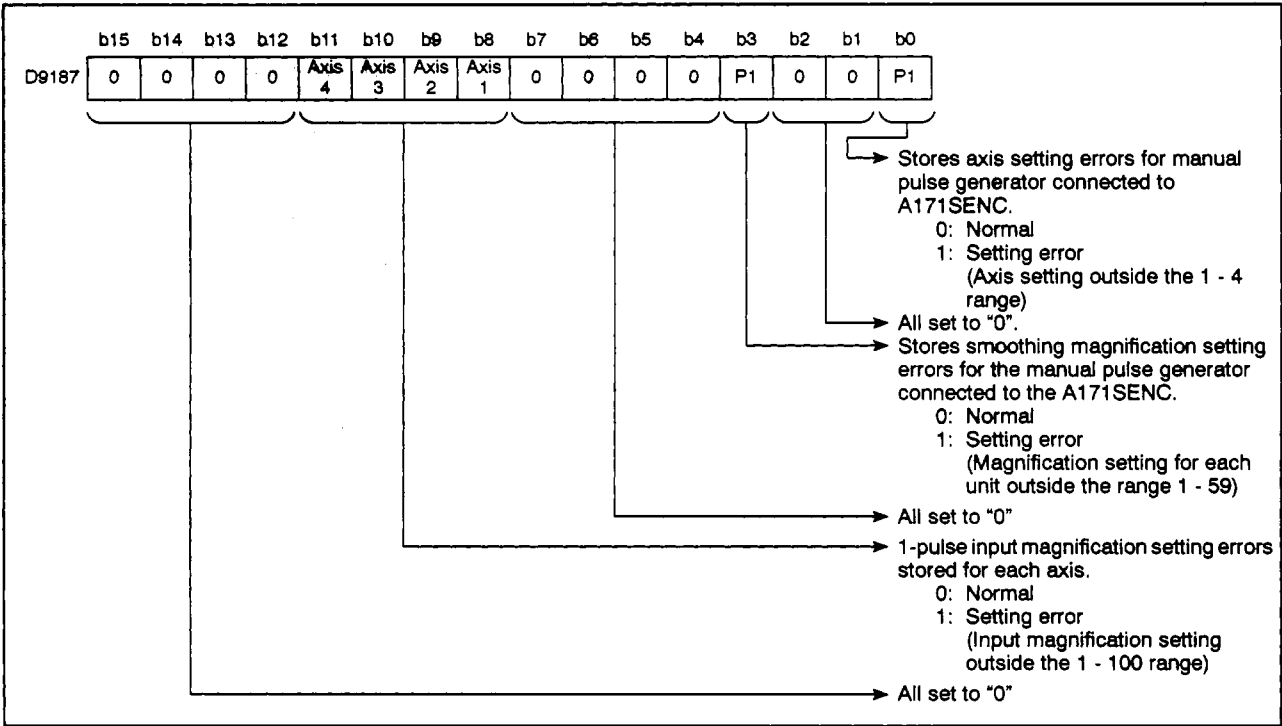 b15 b14 b13 b12 b11 b10 b9 b8 b7 b6 b5 b4 b3 b2 b1 b0
D9187 0 0 0 0 Axis 4 Axis 3 Axis 2 Axis 1 0 0 0 0 P1 0 0 P1
Stores axis setting errors for manual
pulse generator connected to
A171SENC.
0: Normal
1: Setting error
(Axis setting outside the 1 - 4
range)
All set to "0".
Stores smoothing magnification setting
errors for the manual pulse generator
connected to the A171SENC.
0: Normal
1: Setting error
(Magnification setting for each
unit outside the range 1 - 59)
All set to "0"
1-pulse input magnification setting errors
stored for each axis.
0: Normal
1: Setting error
(Input magnification setting
outside the 1 - 100 range)
All set to "0"